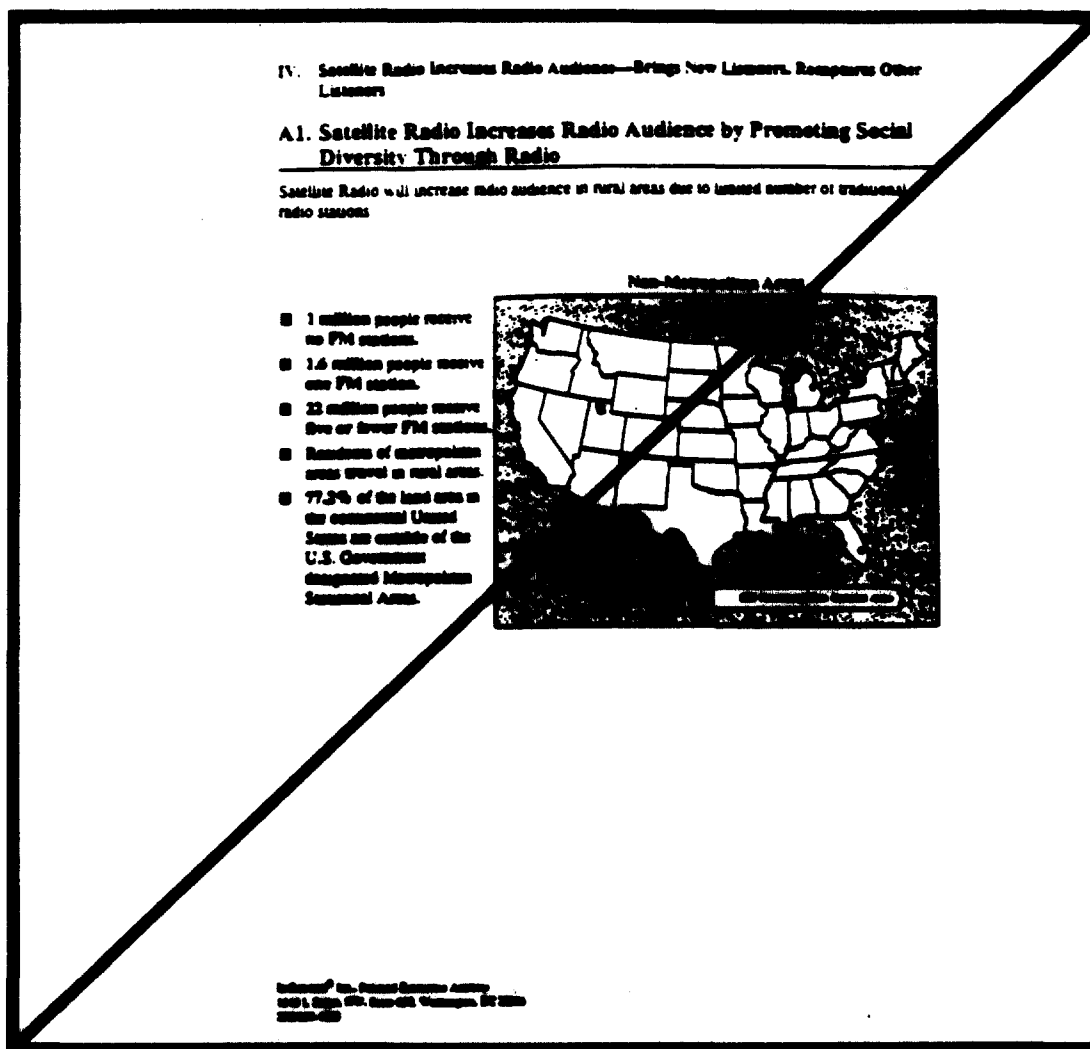 IV. Satellite Radio Increases Radio Audience—Brings New Listeners, Recaptures Other
Listeners
A1. Satellite Radio Increases Radio Audience by Promoting Social
Diversity Through Radio
Satellite Radio will increase radio audience in rural areas due to limited number of traditional
radio stations
Non-Metropolitan Areas
■ 1 million people receive
no FM stations.
■ 1.6 million people receive
one FM station.
■ 22 million people receive
five or fewer FM stations.
■ Residents of metropolitan
areas travel in rural areas.
■ 77.2% of the land area in
the continental United
States are outside of the
U.S. Government
designated Metropolitan
Statistical Areas.
Inc.
Washington, DC